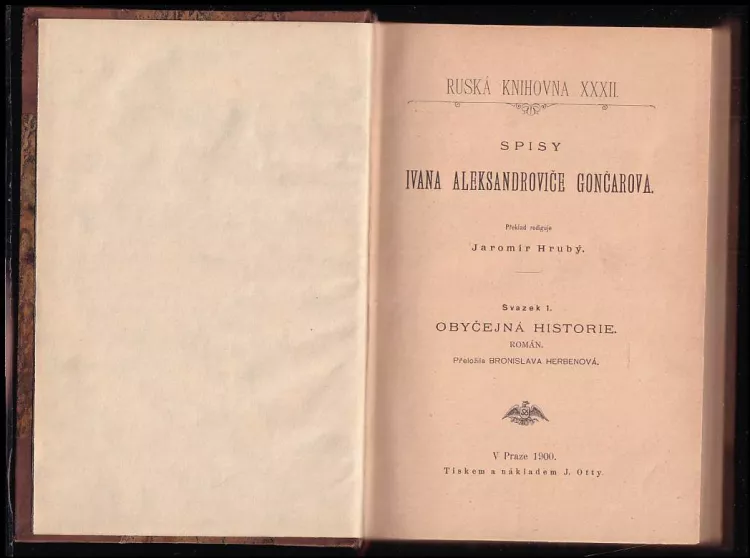 RUSKÁ KNIHOVNA XXXII.
SPISY
IVANA ALEKSANDROVIČE GONČAROVA.
Překlad rediguje
Jaromír Hrubý.
Svazek I.
OBYČEJNÁ HISTORIE.
ROMÁN.
Přeložila BRONISLAVA HERBENOVÁ.
V Praze 1900.
Tiskem a nákladem J. Otty.